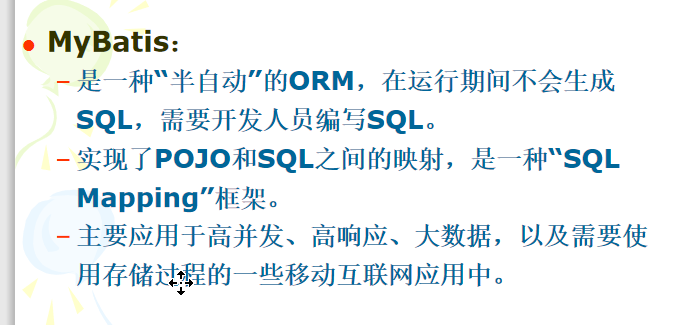 MyBatis：
– 是一种“半自动”的ORM，在运行期间不会生成
SQL，需要开发人员编写SQL。
– 实现了POJO和SQL之间的映射，是一种“SQL
Mapping”框架。
– 主要应用于高并发、高响应、大数据，以及需要使
用存储过程的一些移动互联网应用中。